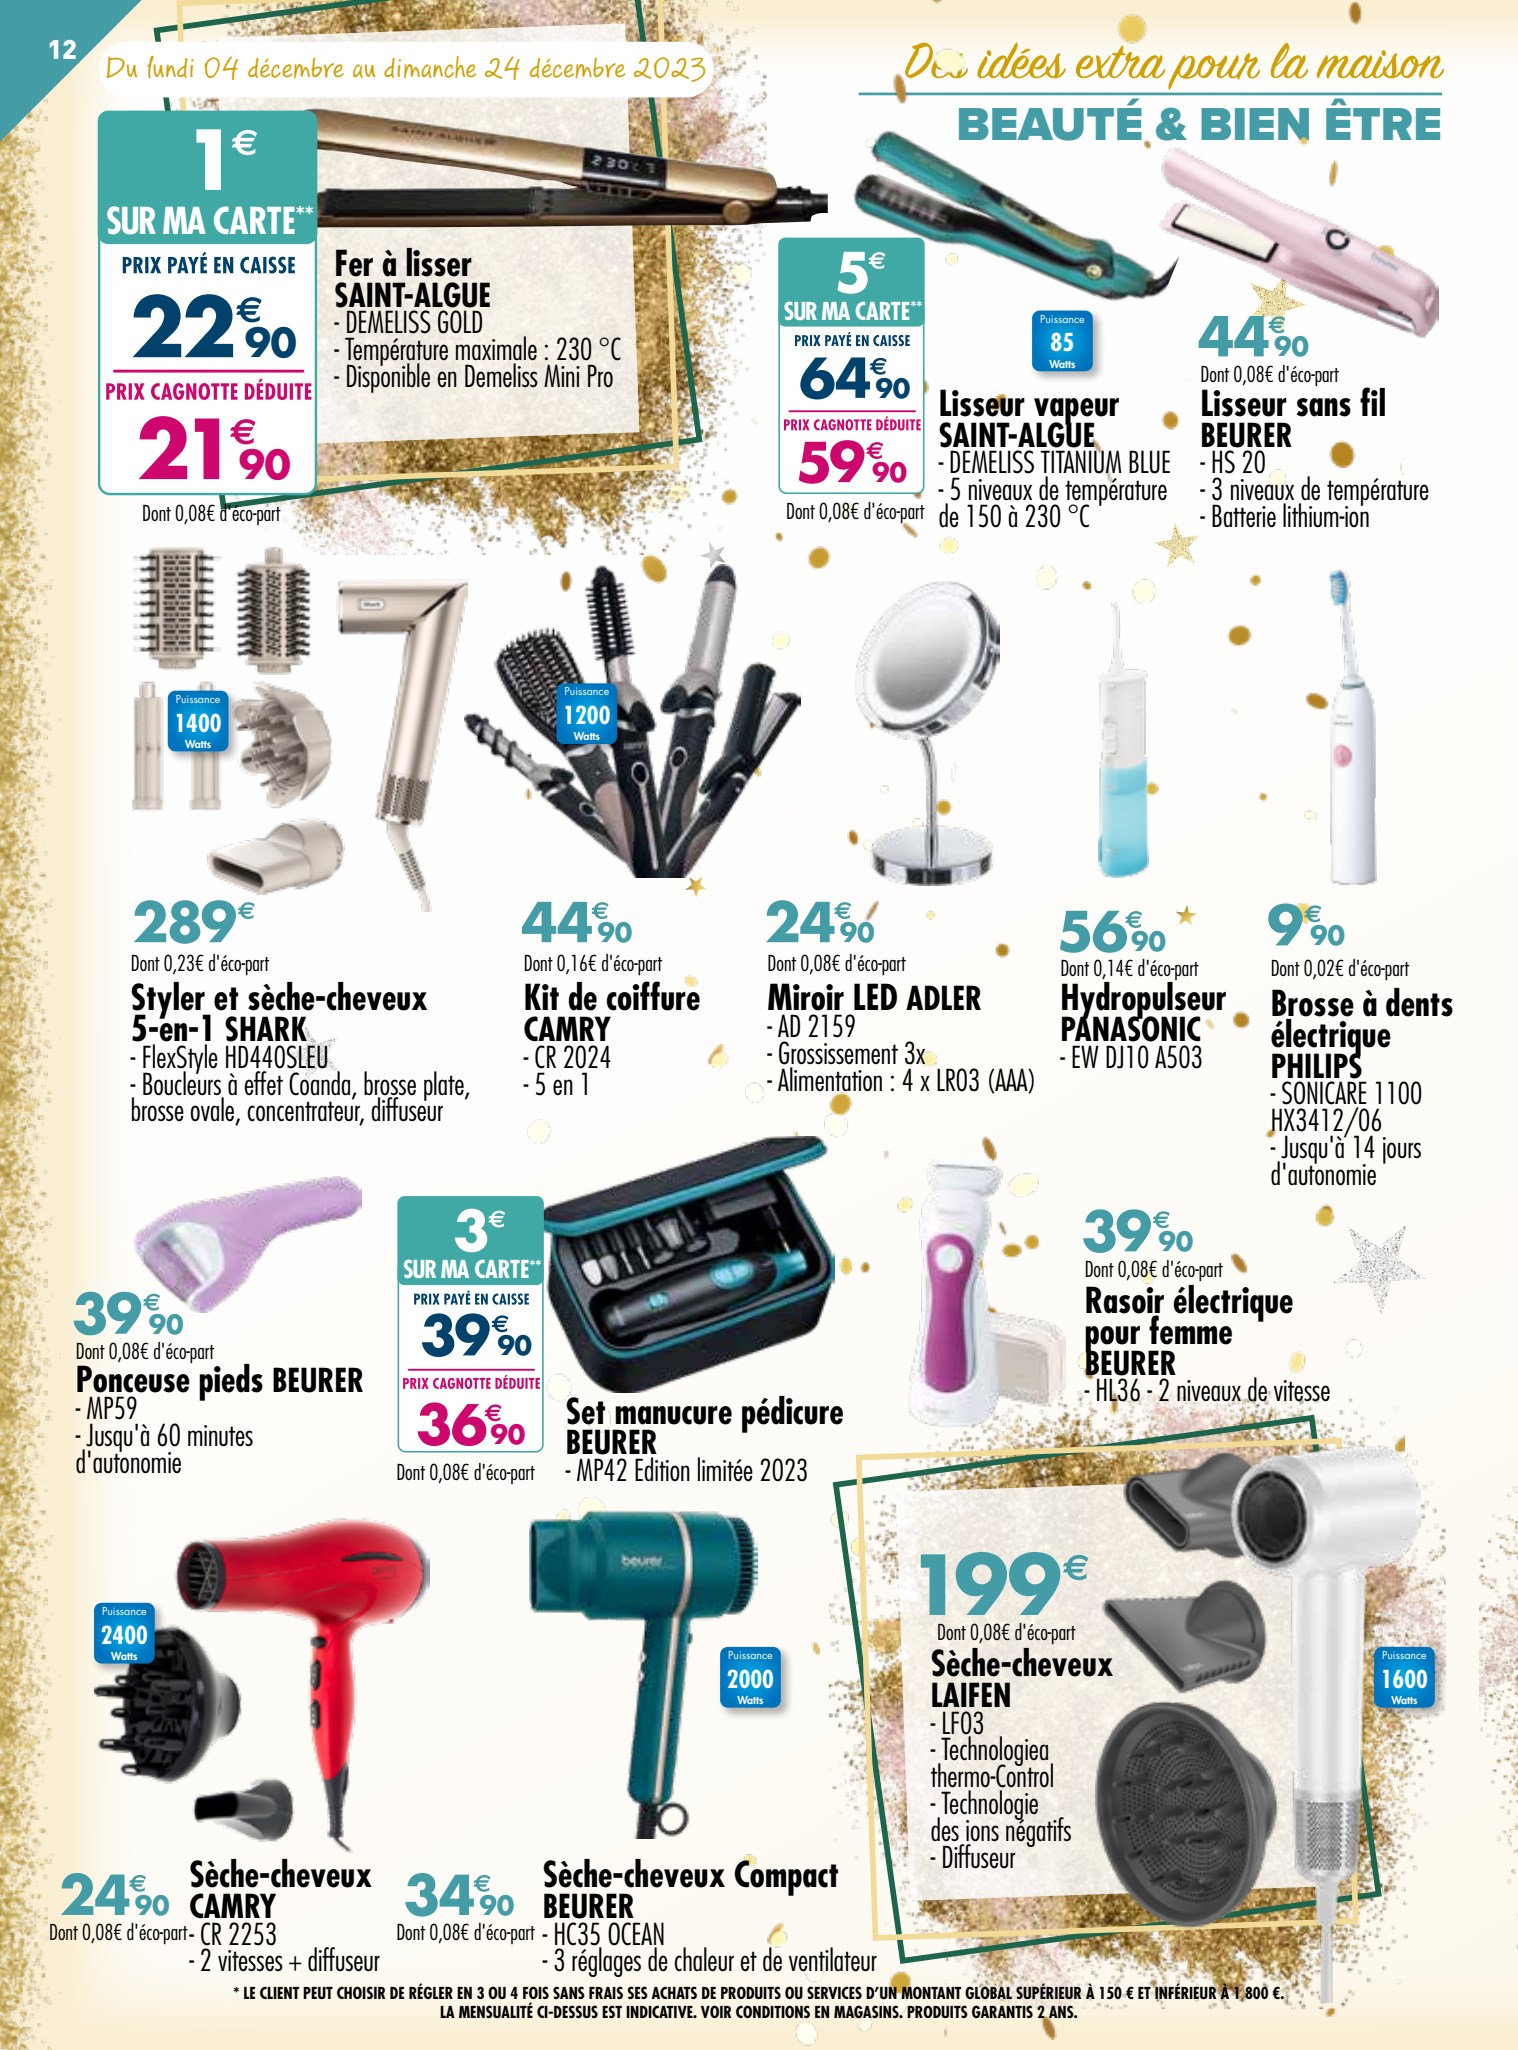 12
Du lundi 04 décembre au dimanche 24 décembre 2023
Des idées extra pour la maison
BEAUTÉ & BIEN ÊTRE
1€
SUR MA CARTE**
PRIX PAYÉ EN CAISSE
22€90
PRIX CAGNOTTE DÉDUITE
21€90
Dont 0,08€ d'éco-part
SAINT ALGUE
230
Fer à lisser
SAINT-ALGUE
- DEMELISS GOLD
- Température maximale : 230 °C
- Disponible en Demeliss Mini Pro
5€
SUR MA CARTE**
PRIX PAYÉ EN CAISSE
64€90
PRIX CAGNOTTE DÉDUITE
59€90
Dont 0,08€ d'éco-part
Puissance
85
Watts
Lisseur vapeur
SAINT-ALGUE
- DEMELISS TITANIUM BLUE
- 5 niveaux de température
de 150 à 230 °C
44€90
Dont 0,08€ d'éco-part
Lisseur sans fil
BEURER
- HS 20
- 3 niveaux de température
- Batterie lithium-ion
Shark
Puissance
1400
Watts
289€
Dont 0,23€ d'éco-part
Styler et sèche-cheveux
5-en-1 SHARK
- FlexStyle HD440SLEU
- Boucleurs à effet Coanda, brosse plate,
brosse ovale, concentrateur, diffuseur
Puissance
1200
Watts
44€90
Dont 0,16€ d'éco-part
Kit de coiffure
CAMRY
- CR 2024
- 5 en 1
24€90
Dont 0,08€ d'éco-part
Miroir LED ADLER
- AD 2159
- Grossissement 3x
- Alimentation : 4 x LR03 (AAA)
56€90
Dont 0,14€ d'éco-part
Hydropulseur
PANASONIC
- EW DJ10 A503
9€90
Dont 0,02€ d'éco-part
Brosse à dents
électrique
PHILIPS
- SONICARE 1100
HX3412/06
- Jusqu'à 14 jours
d'autonomie
39€90
Dont 0,08€ d'éco-part
Ponceuse pieds BEURER
- MP59
- Jusqu'à 60 minutes
d'autonomie
3€
SUR MA CARTE**
PRIX PAYÉ EN CAISSE
39€90
PRIX CAGNOTTE DÉDUITE
36€90
Dont 0,08€ d'éco-part
Set manucure pédicure
BEURER
- MP42 Edition limitée 2023
39€90
Dont 0,08€ d'éco-part
Rasoir électrique
pour femme
BEURER
- HL36 - 2 niveaux de vitesse
Puissance
2400
Watts
24€90
Dont 0,08€ d'éco-part
Sèche-cheveux
CAMRY
- CR 2253
- 2 vitesses + diffuseur
beurer
Puissance
2000
Watts
34€90
Dont 0,08€ d'éco-part
Sèche-cheveux Compact
BEURER
- HC35 OCEAN
- 3 réglages de chaleur et de ventilateur
199€
Dont 0,08€ d'éco-part
Sèche-cheveux
LAIFEN
- LF03
- Technologiea
thermo-Control
- Technologie
des ions négatifs
- Diffuseur
Puissance
1600
Watts
* LE CLIENT PEUT CHOISIR DE RÉGLER EN 3 OU 4 FOIS SANS FRAIS SES ACHATS DE PRODUITS OU SERVICES D'UN MONTANT GLOBAL SUPÉRIEUR À 150 € ET INFÉRIEUR À 1 800 €.
LA MENSUALITÉ CI-DESSUS EST INDICATIVE. VOIR CONDITIONS EN MAGASINS. PRODUITS GARANTIS 2 ANS.